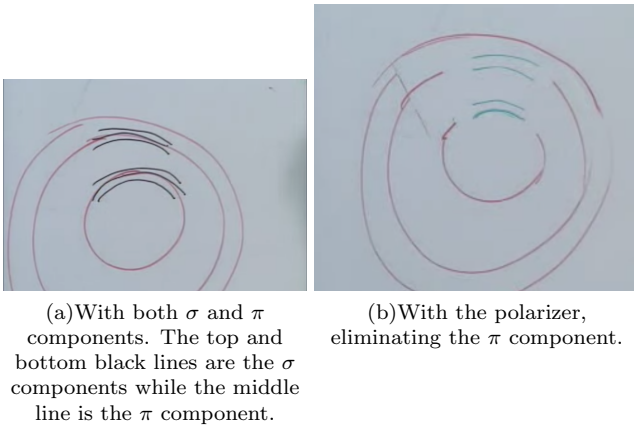 (a)With both σ and π
components. The top and
bottom black lines are the σ
components while the middle
line is the π component.
(b)With the polarizer,
eliminating the π component.